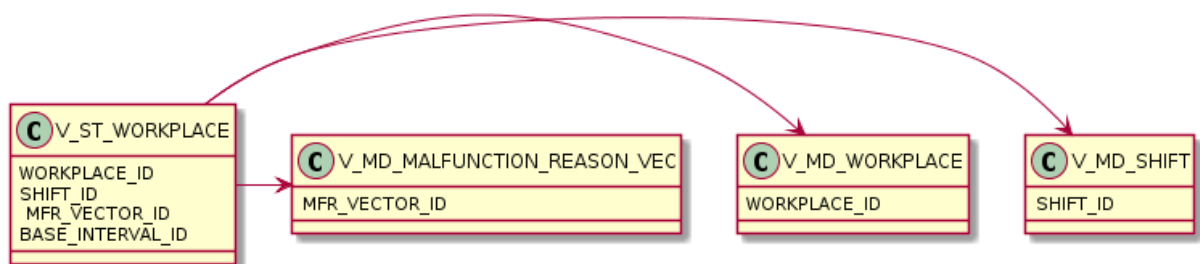 C V_ST_WORKPLACE
WORKPLACE_ID
SHIFT_ID
MFR_VECTOR_ID
BASE_INTERVAL_ID
C V_MD_MALFUNCTION_REASON_VEC
MFR_VECTOR_ID
C V_MD_WORKPLACE
WORKPLACE_ID
C V_MD_SHIFT
SHIFT_ID